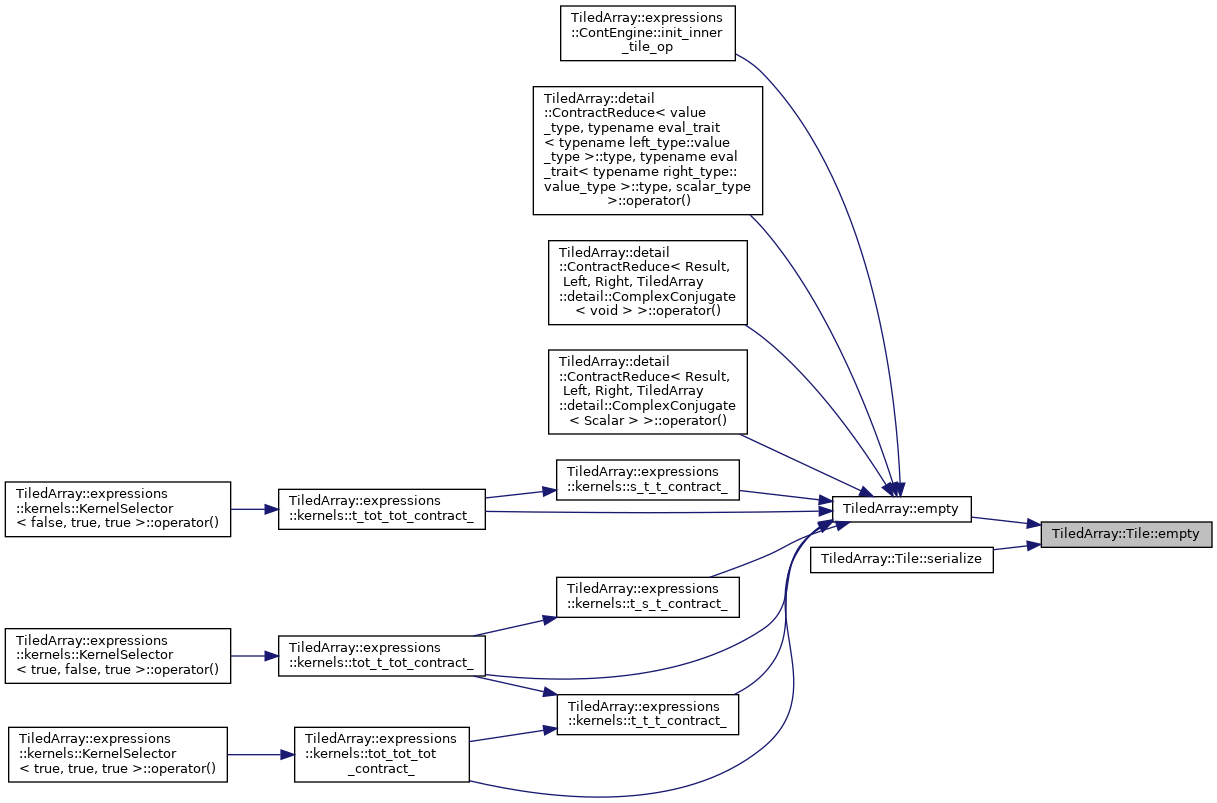 TiledArray::expressions
::ContEngine::init_inner
_tile_op
TiledArray::detail
::ContractReduce< value
_type, typename eval_trait
< typename left_type::value
_type >::type, typename eval
_trait< typename right_type::
value_type >::type, scalar_type
>::operator()
TiledArray::detail
::ContractReduce< Result,
Left, Right, TiledArray
::detail::ComplexConjugate
< void > >::operator()
TiledArray::detail
::ContractReduce< Result,
Left, Right, TiledArray
::detail::ComplexConjugate
< Scalar > >::operator()
TiledArray::expressions
::kernels::s_t_t_contract_
TiledArray::expressions
::kernels::KernelSelector
< false, true, true >::operator()
TiledArray::expressions
::kernels::t_tot_tot_contract_
TiledArray::empty
TiledArray::Tile::empty
TiledArray::Tile::serialize
TiledArray::expressions
::kernels::t_s_t_contract_
TiledArray::expressions
::kernels::KernelSelector
< true, false, true >::operator()
TiledArray::expressions
::kernels::tot_t_tot_contract_
TiledArray::expressions
::kernels::t_t_t_contract_
TiledArray::expressions
::kernels::KernelSelector
< true, true, true >::operator()
TiledArray::expressions
::kernels::tot_tot_tot
_contract_